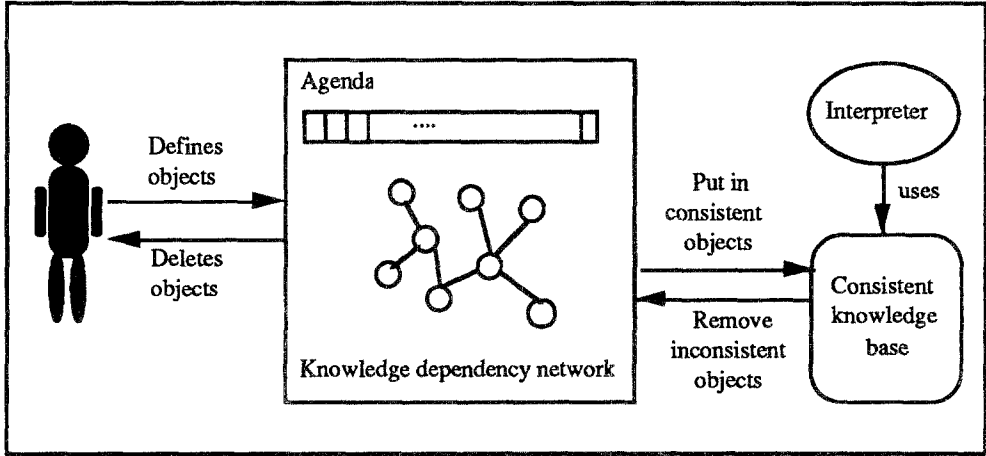 Defines
objects
Deletes
objects
Agenda
....
Knowledge dependency network
Put in
consistent
objects
Remove
inconsistent
objects
Interpreter
uses
Consistent
knowledge
base